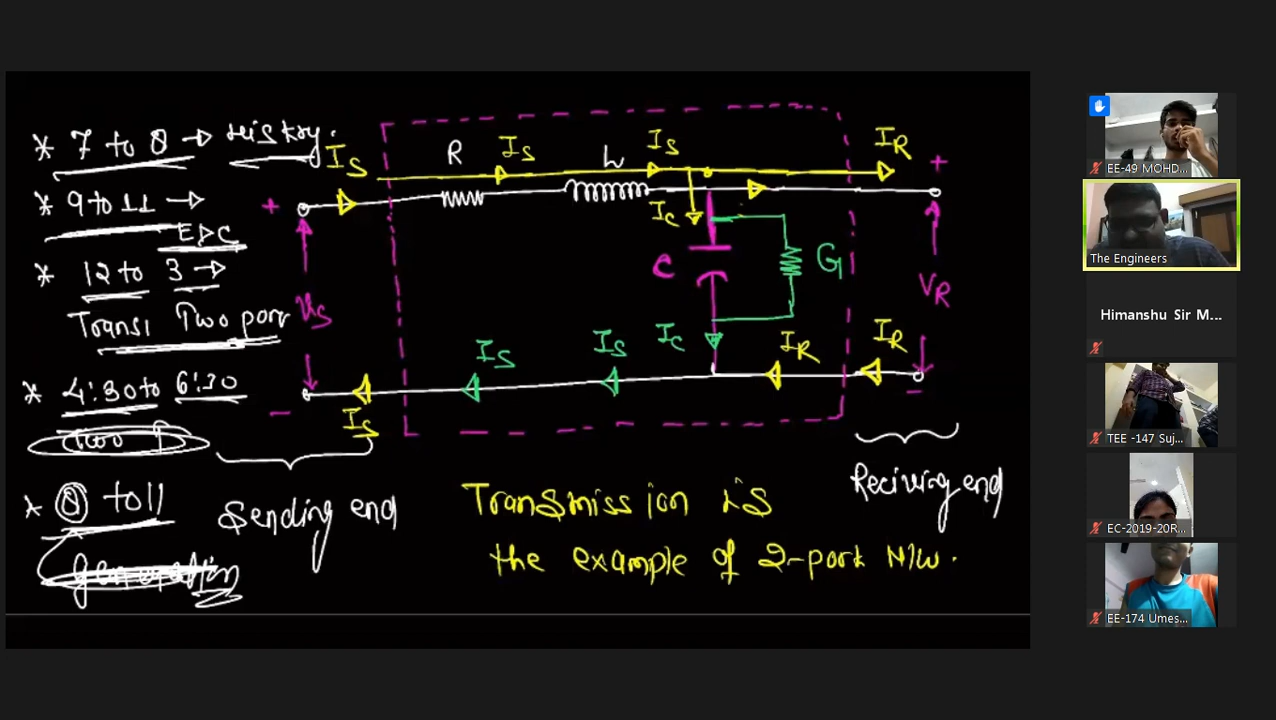 * 7 to 8 → History.
* 9 to 11 →
EDC
* 12 to 3 →
Transi Two port
* 4:30 to 6:30
Two P
* 8 to 11
generation
Is
R
Is
L
Is
IR
+
+
Ic
C
G
Vs
VR
Is
Is
Ic
IR
IR
-
Is
-
Sending end
Reciving end
Transmission is
the example of 2-port N/w.
EE-49 MOHD...
The Engineers
Himanshu Sir M...
TEE -147 Suj...
EC-2019-20R...
EE-174 Umes...